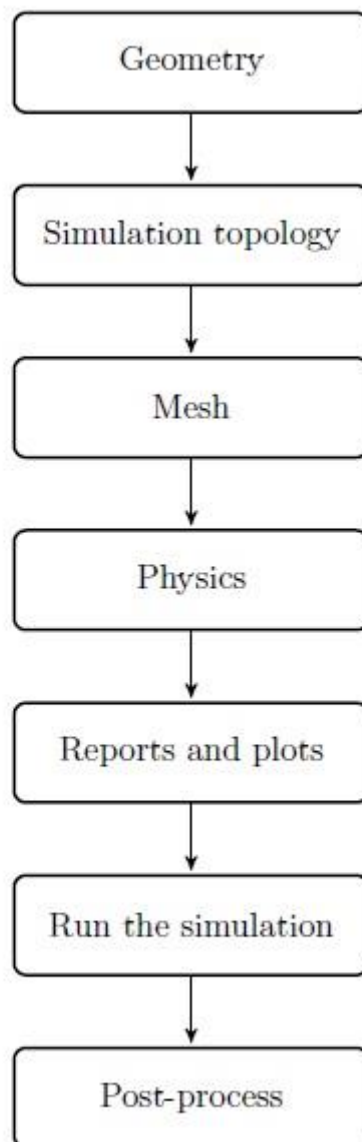 Geometry
Simulation topology
Mesh
Physics
Reports and plots
Run the simulation
Post-process